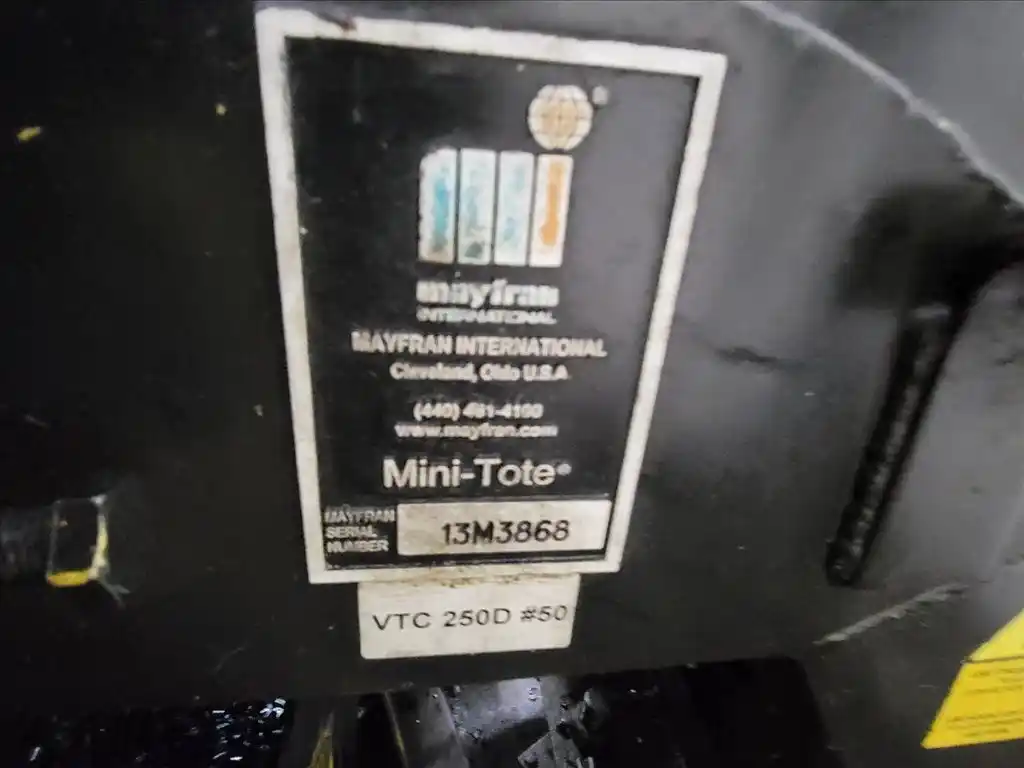 ®
mayfran
INTERNATIONAL
MAYFRAN INTERNATIONAL
Cleveland, Ohio U.S.A
(440) 461-4100
www.mayfran.com
Mini-Tote®
MAYFRAN
SERIAL
NUMBER
13M3868
VTC 250D #50